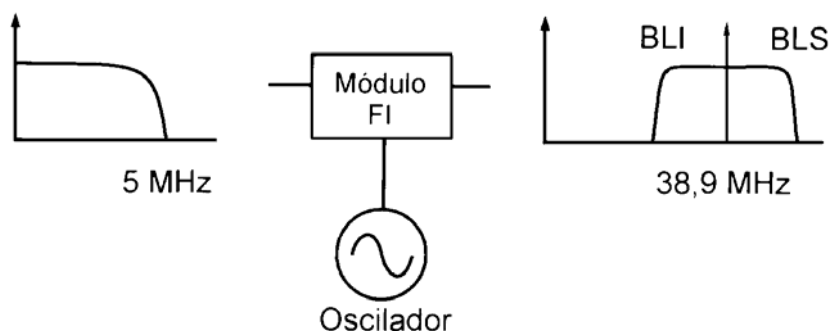 5 MHz
Módulo
FI
Oscilador
BLI
BLS
38,9 MHz